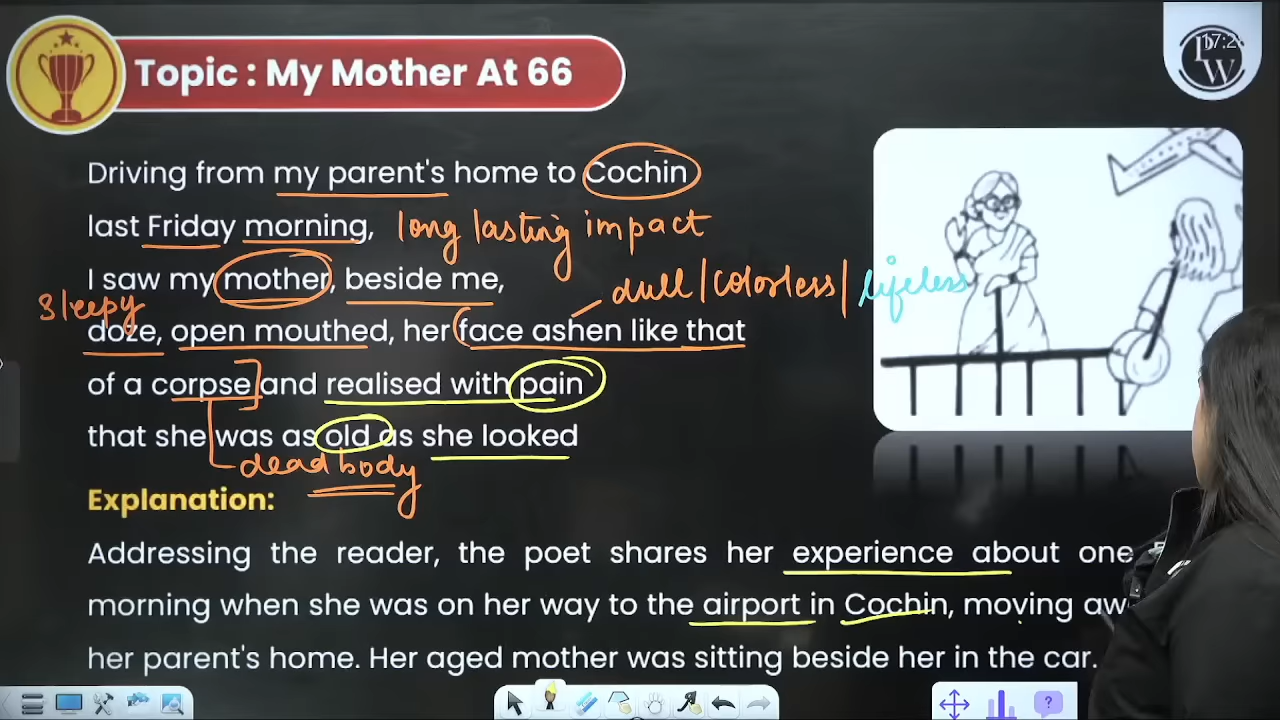 Topic : My Mother At 66
17:2
W
Driving from my parent's home to Cochin
last Friday morning, long lasting impact
I saw my mother, beside me,
dull/colorless/lifeless
Sleepy
doze, open mouthed, her face ashen like that
of a corpse and realised with pain
that she was as old as she looked
dead body
Explanation:
Addressing the reader, the poet shares her experience about one
morning when she was on her way to the airport in Cochin, moving aw
her parent's home. Her aged mother was sitting beside her in the car.